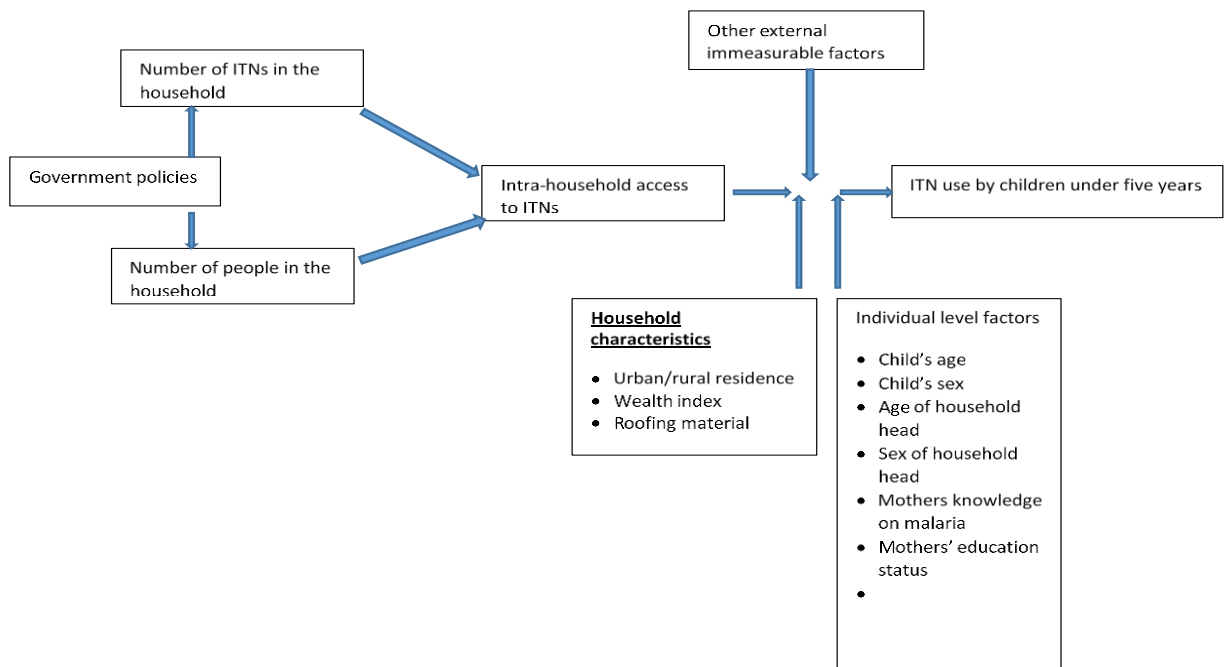 Other external
immeasurable factors
Number of ITNs in the
household
Government policies
Intra-household access
to ITNs
ITN use by children under five years
Number of people in the
household
Household
characteristics
• Urban/rural residence
• Wealth index
• Roofing material
Individual level factors
• Child’s age
• Child’s sex
• Age of household
head
• Sex of household
head
• Mothers knowledge
on malaria
• Mothers’ education
status
•